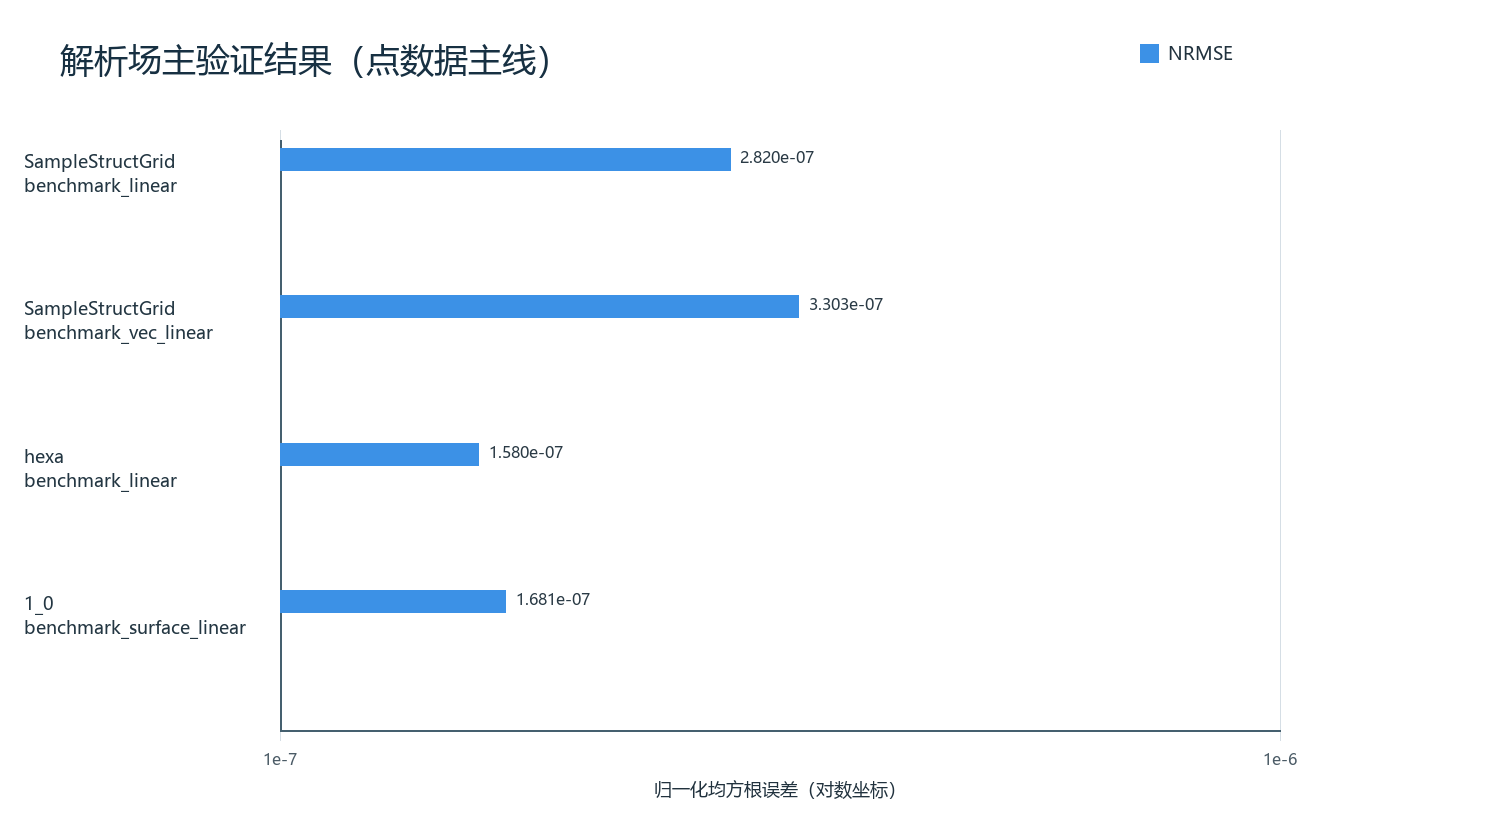 解析场主验证结果（点数据主线）
NRMSE
SampleStructGrid
benchmark_linear
2.820e-07
SampleStructGrid
benchmark_vec_linear
3.303e-07
hexa
benchmark_linear
1.580e-07
1_0
benchmark_surface_linear
1.681e-07
1e-7
1e-6
归一化均方根误差（对数坐标）